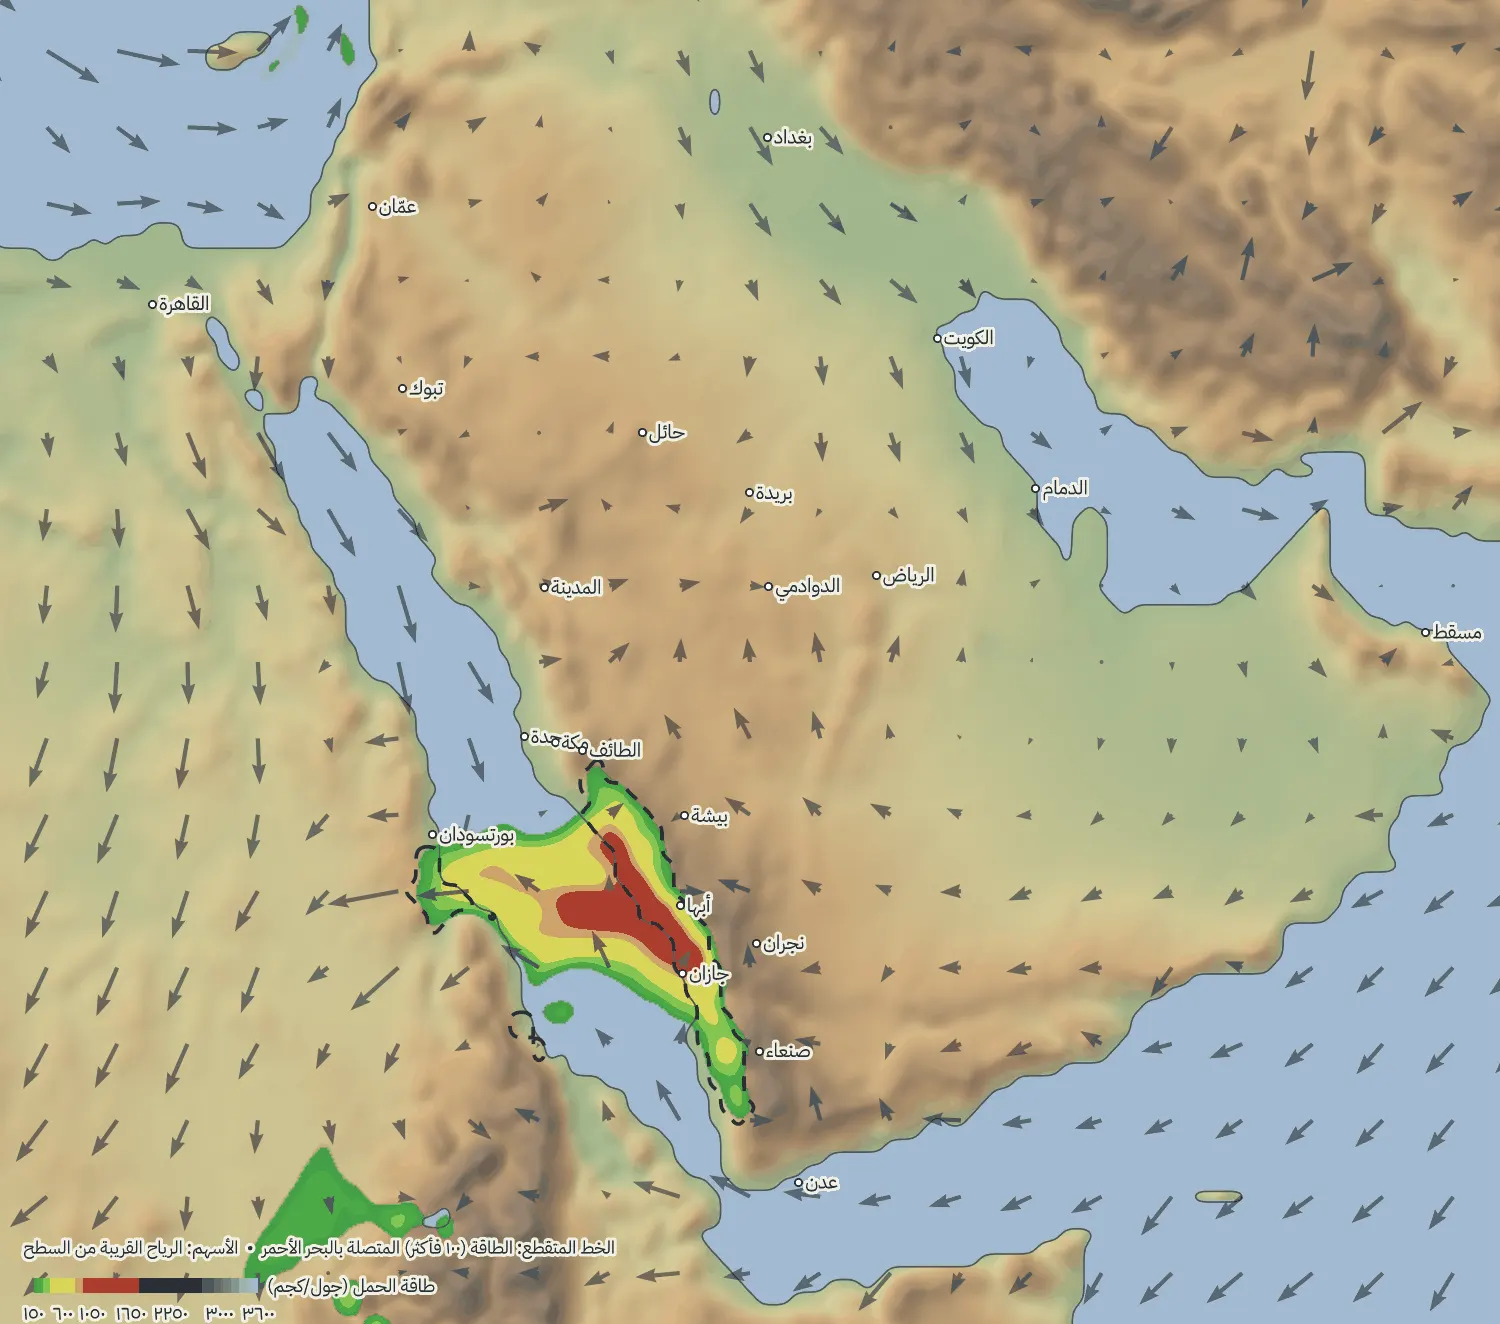 بغداد
عمّان
القاهرة
الكويت
تبوك
حائل
الدمام
بريدة
الرياض
الدوادمي
المدينة
مسقط
جدة
مكة
الطائف
بيشة
بورتسودان
أبها
نجران
جازان
صنعاء
عدن
الخط المتقطع: الطاقة (١٠٠ فأكثر) المتصلة بالبحر الأحمر • الأسهم: الرياح القريبة من السطح
طاقة الحمل (جول/كجم)
١٥٠ ٦٠٠ ١٠٥٠ ١٦٥٠ ٢٢٥٠ ٣٠٠٠ ٣٦٠٠